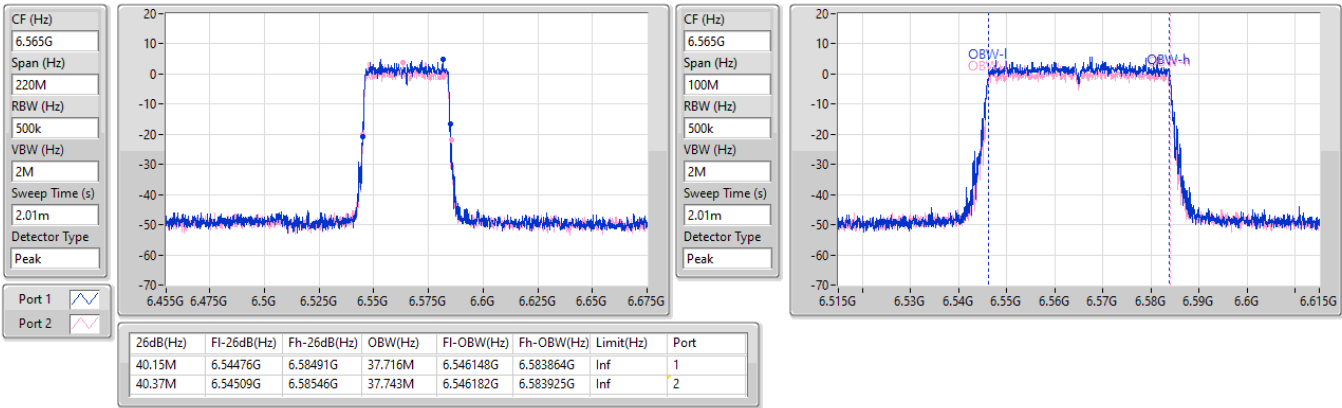 CF (Hz)
6.565G
Span (Hz)
220M
RBW (Hz)
500k
VBW (Hz)
2M
Sweep Time (s)
2.01m
Detector Type
Peak
Port 1
Port 2
20
10
0
-10
-20
-30
-40
-50
-60
-70
6.455G 6.475G 6.5G 6.525G 6.55G 6.575G 6.6G 6.625G 6.65G 6.675G
CF (Hz)
6.565G
Span (Hz)
100M
RBW (Hz)
500k
VBW (Hz)
2M
Sweep Time (s)
2.01m
Detector Type
Peak
20
10
0
-10
-20
-30
-40
-50
-60
-70
OBW-l
OBW-h
6.515G 6.53G 6.54G 6.55G 6.56G 6.57G 6.58G 6.59G 6.6G 6.615G
26dB(Hz) Fl-26dB(Hz) Fh-26dB(Hz) OBW(Hz) Fl-OBW(Hz) Fh-OBW(Hz) Limit(Hz) Port
40.15M 6.54476G 6.58491G 37.716M 6.546148G 6.583864G Inf 1
40.37M 6.54509G 6.58546G 37.743M 6.546182G 6.583925G Inf 2